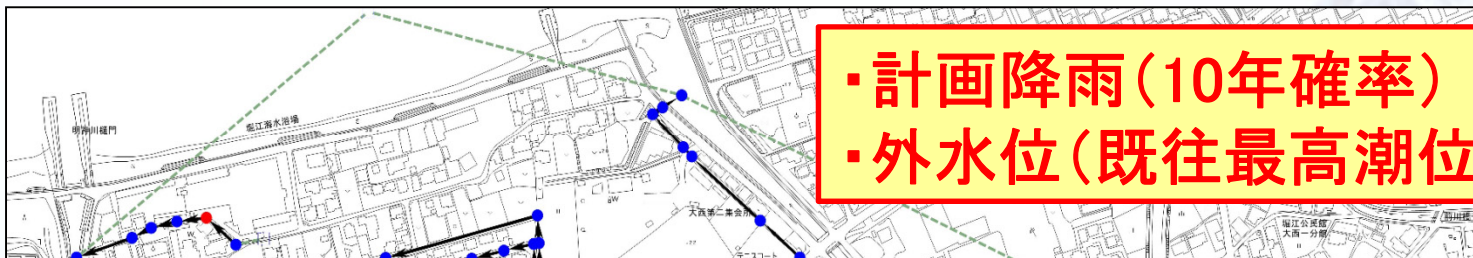 ・計画降雨（10年確率）
・外水位（既往最高潮位
明神川樋門
堀江海水浴場
大西第二集会所
テニスコート
堀江公民館
大西一分館